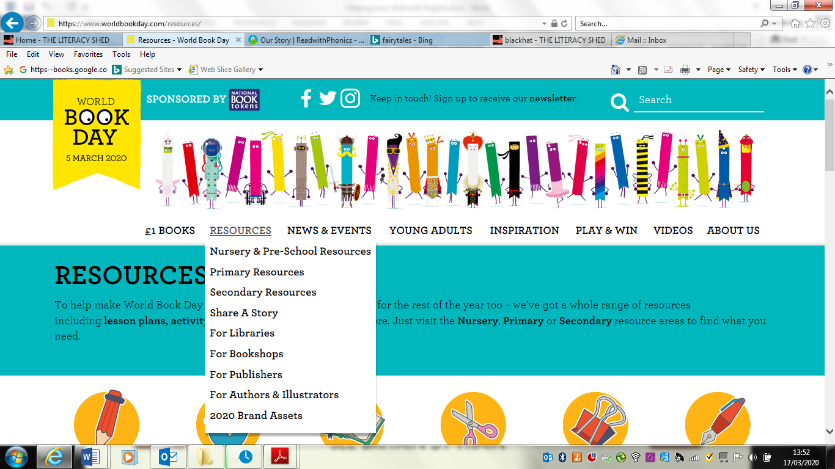 https://www.worldbookday.com/resources/
Search...
Home - THE LITERACY SHED
Resources - World Book Day
Our Story | ReadwithPhonics - ...
fairytales - Bing
blackhat - THE LITERACY SHED
Mail :: Inbox
File Edit View Favorites Tools Help
https--books.google.co
Suggested Sites
Web Slice Gallery
Page Safety Tools
WORLD
BOOK
DAY
5 MARCH 2020
SPONSORED BY
NATIONAL
BOOK
tokens
Keep in touch! Sign up to receive our newsletter.
Search
£1 BOOKS RESOURCES NEWS & EVENTS YOUNG ADULTS INSPIRATION PLAY & WIN VIDEOS ABOUT US
Nursery & Pre-School Resources
Primary Resources
Secondary Resources
Share A Story
For Libraries
For Bookshops
For Publishers
For Authors & Illustrators
2020 Brand Assets
RESOURCES
To help make World Book Day for the rest of the year too – we've got a whole range of resources
including lesson plans, activity re. Just visit the Nursery, Primary or Secondary resource areas to find what you
need.
13:52
17/03/2020